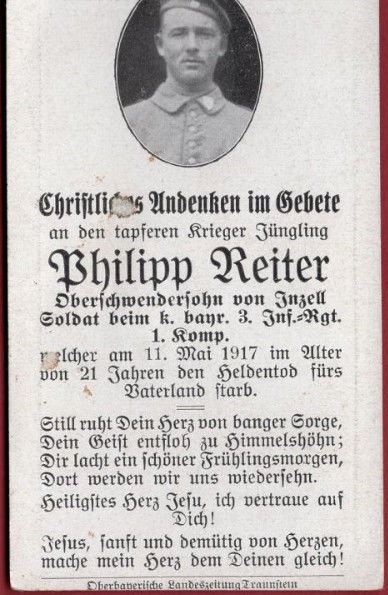 Christliches Andenken im Gebete
an den tapferen Krieger Jüngling
Philipp Reiter
Oberschwendersohn von Inzell
Soldat beim k. bayr. 3. Inf.-Rgt.
1. Komp.
welcher am 11. Mai 1917 im Alter
von 21 Jahren den Heldentod fürs
Vaterland starb.
Still ruht Dein Herz von banger Sorge,
Dein Geist entfloh zu Himmelshöhn;
Dir lacht ein schöner Frühlingsmorgen,
Dort werden wir uns wiedersehn.
Heiligstes Herz Jesu, ich vertraue auf
Dich!
Jesus, sanft und demütig von Herzen,
mache mein Herz dem Deinen gleich!
Oberbayerische Landeszeitung Traunstein